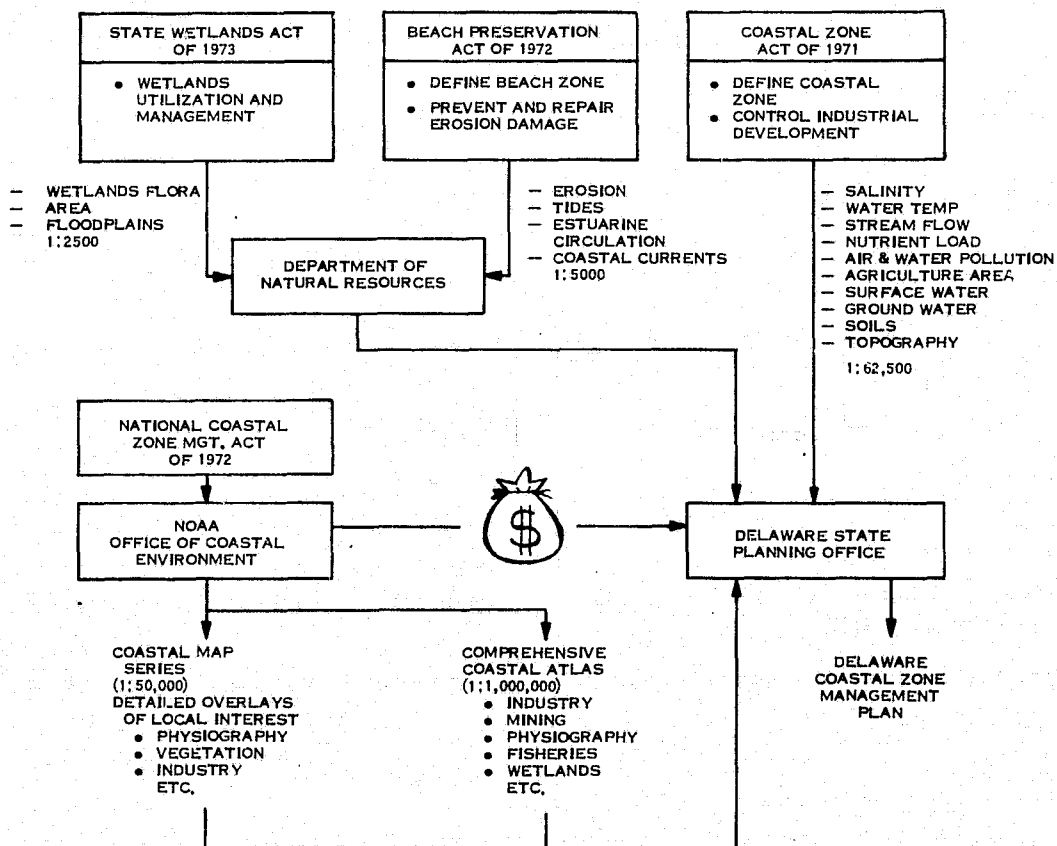 STATE WETLANDS ACT
OF 1973
• WETLANDS
UTILIZATION AND
MANAGEMENT
BEACH PRESERVATION
ACT OF 1972
• DEFINE BEACH ZONE
• PREVENT AND REPAIR
EROSION DAMAGE
COASTAL ZONE
ACT OF 1971
• DEFINE COASTAL
ZONE
• CONTROL INDUSTRIAL
DEVELOPMENT
— WETLANDS FLORA
— AREA
— FLOODPLAINS
1:2500
— EROSION
— TIDES
— ESTUARINE
CIRCULATION
— COASTAL CURRENTS
1:5000
— SALINITY
— WATER TEMP
— STREAM FLOW
— NUTRIENT LOAD
— AIR & WATER POLLUTION
— AGRICULTURE AREA
— SURFACE WATER
— GROUND WATER
— SOILS
— TOPOGRAPHY
1:62,500
DEPARTMENT OF
NATURAL RESOURCES
NATIONAL COASTAL
ZONE MGT. ACT
OF 1972
NOAA
OFFICE OF COASTAL
ENVIRONMENT
$
DELAWARE STATE
PLANNING OFFICE
COASTAL MAP
SERIES
(1:50,000)
DETAILED OVERLAYS
OF LOCAL INTEREST
• PHYSIOGRAPHY
• VEGETATION
• INDUSTRY
ETC.
COMPREHENSIVE
COASTAL ATLAS
(1:1,000,000)
• INDUSTRY
• MINING
• PHYSIOGRAPHY
• FISHERIES
• WETLANDS
ETC.
DELAWARE
COASTAL ZONE
MANAGEMENT
PLAN